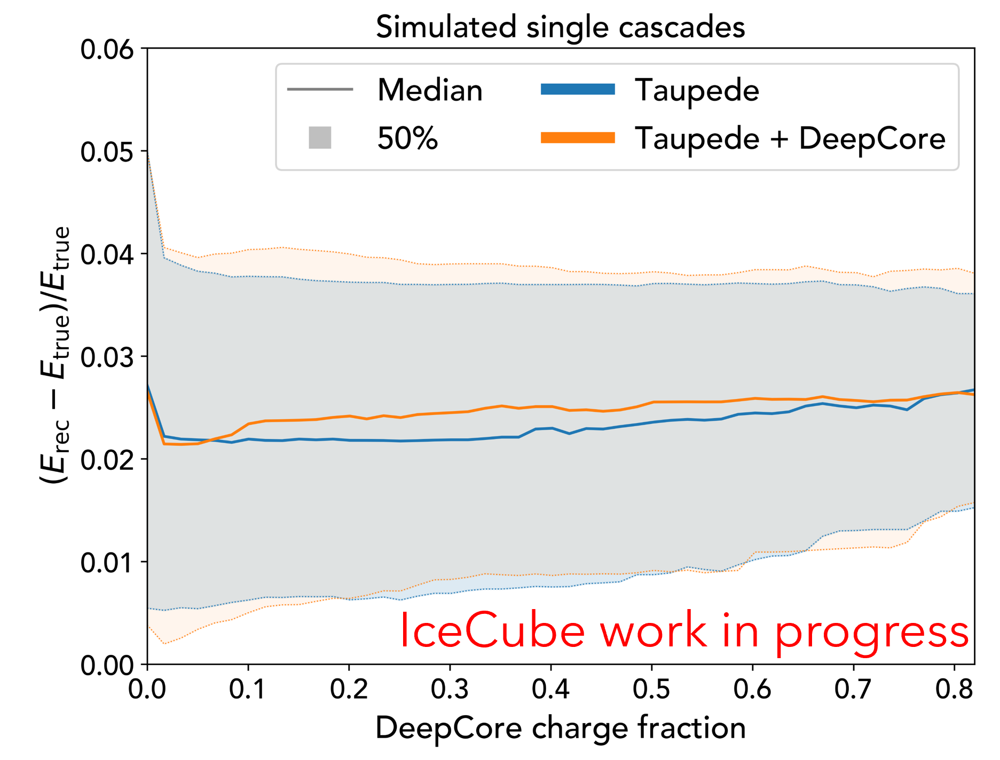 Simulated single cascades
0.06
0.05
0.04
0.03
0.02
0.01
0.00
(E_rec − E_true)/E_true
Median
50%
Taupede
Taupede + DeepCore
IceCube work in progress
0.0 0.1 0.2 0.3 0.4 0.5 0.6 0.7 0.8
DeepCore charge fraction